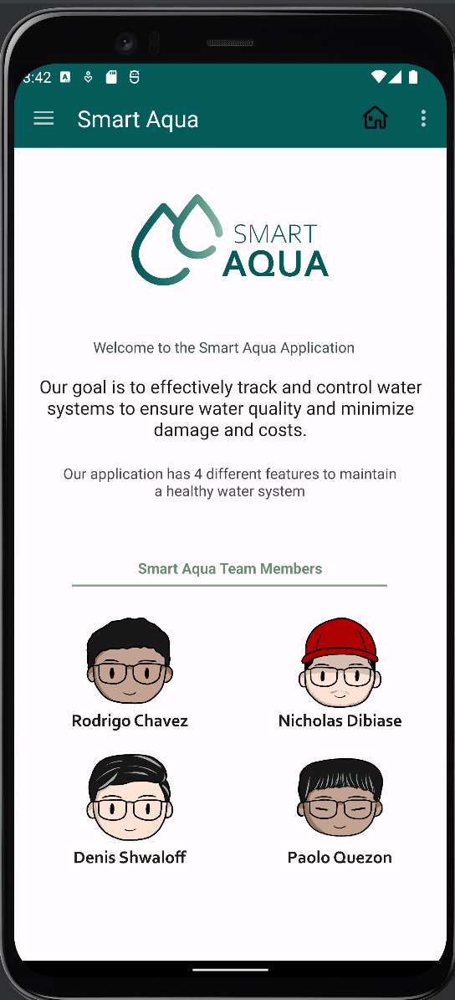 3:42
Smart Aqua
SMART
AQUA
Welcome to the Smart Aqua Application
Our goal is to effectively track and control water
systems to ensure water quality and minimize
damage and costs.
Our application has 4 different features to maintain
a healthy water system
Smart Aqua Team Members
Rodrigo Chavez
Nicholas Dibiase
Denis Shwaloff
Paolo Quezon